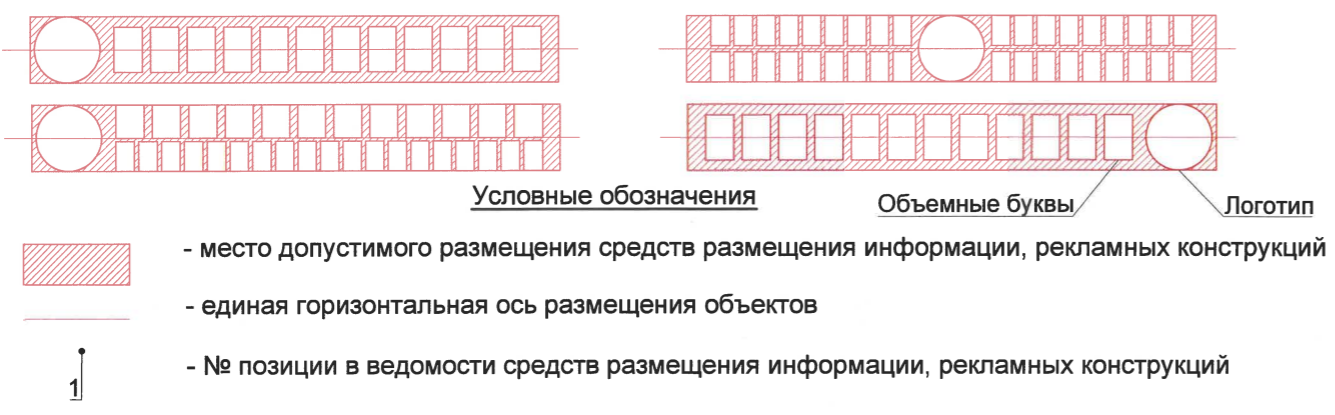 Условные обозначения
Объемные буквы
Логотип
- место допустимого размещения средств размещения информации, рекламных конструкций
- единая горизонтальная ось размещения объектов
1
- № позиции в ведомости средств размещения информации, рекламных конструкций